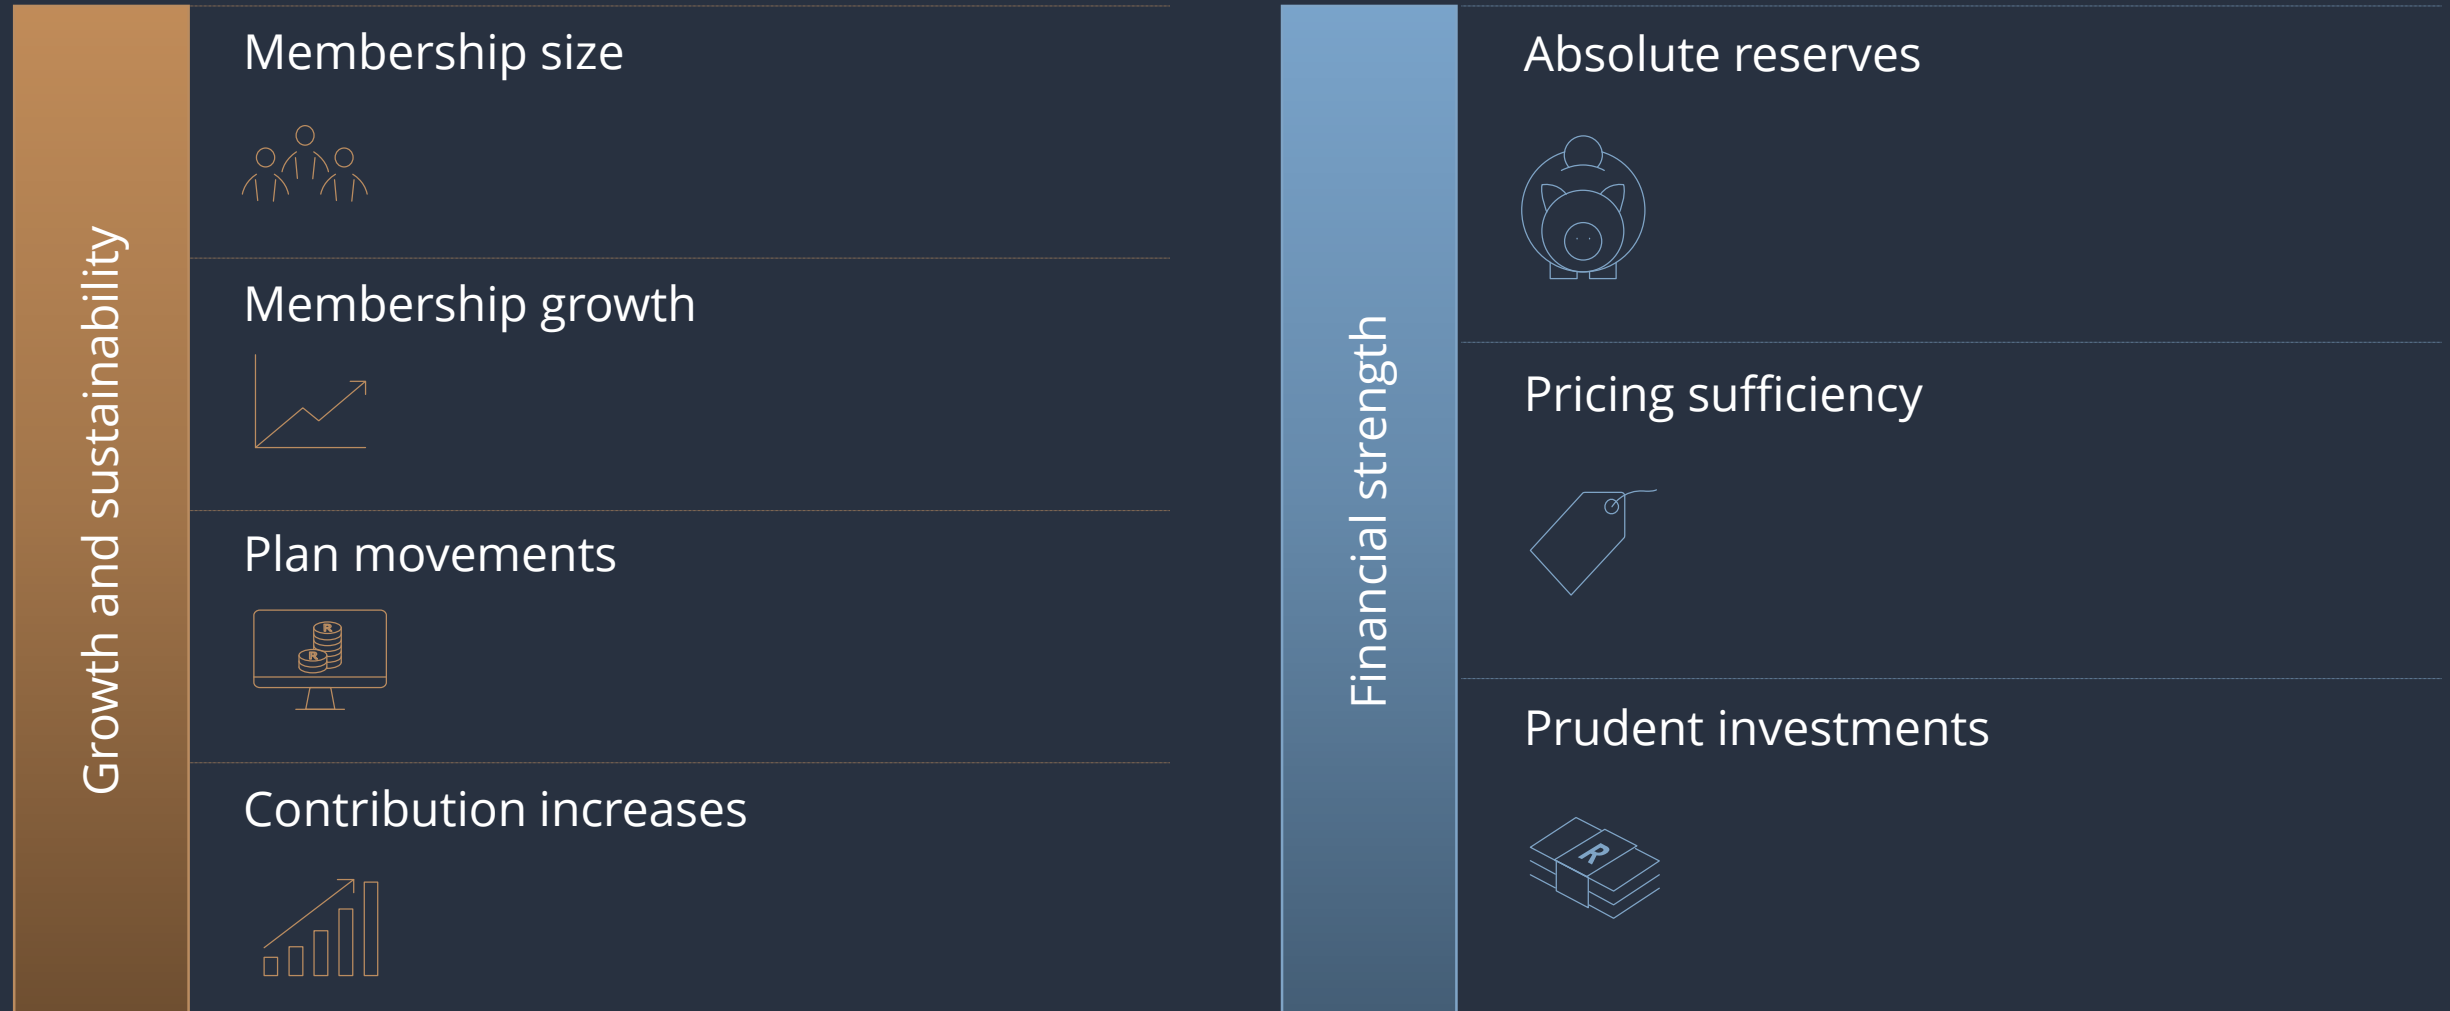 Growth and sustainability
Membership size
Membership growth
Plan movements
R
R
Contribution increases
Financial strength
Absolute reserves
Pricing sufficiency
Prudent investments
R